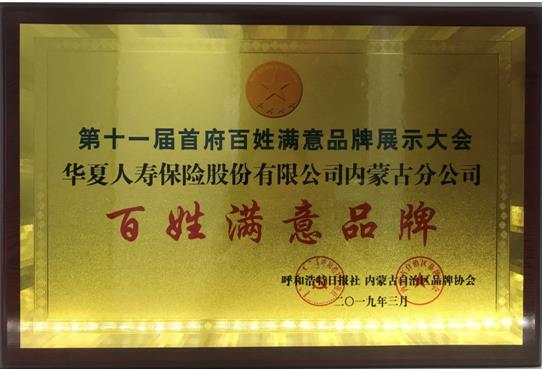 第十一届首府百姓满意品牌展示大会
华夏人寿保险股份有限公司内蒙古分公司
百姓满意品牌
呼和浩特日报社 内蒙古自治区品牌协会
二〇一九年三月